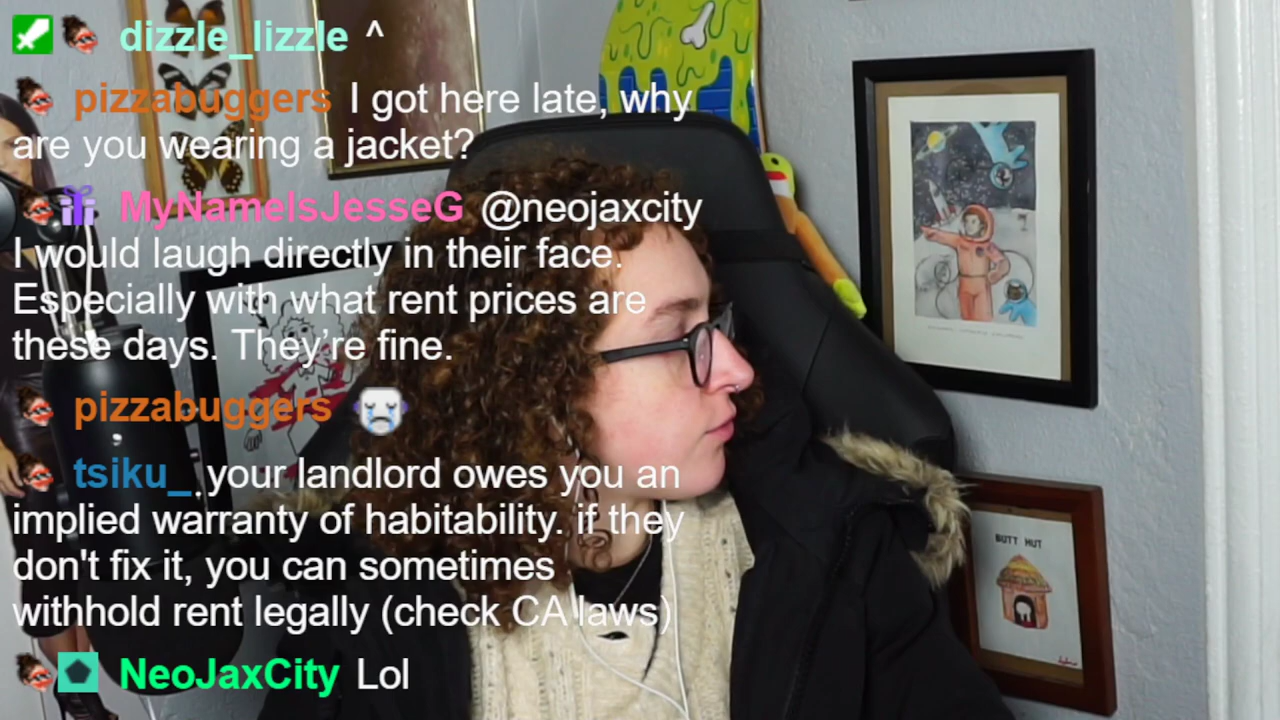 dizzle_lizzle ^
pizzabuggers I got here late, why
are you wearing a jacket?
MyNameIsJesseG @neojaxcity
I would laugh directly in their face.
Especially with what rent prices are
these days. They're fine.
pizzabuggers
tsiku_ your landlord owes you an
implied warranty of habitability. if they
don't fix it, you can sometimes
withhold rent legally (check CA laws)
NeoJaxCity Lol
BUTT HUT